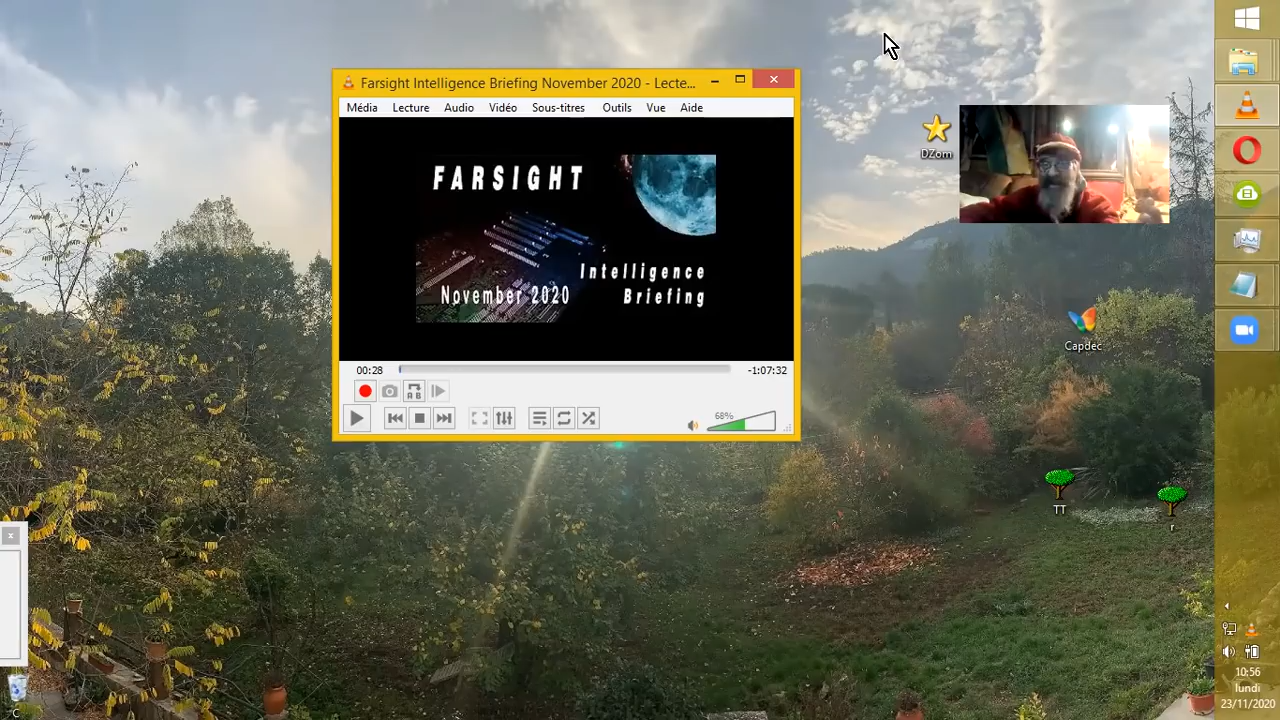 Farsight Intelligence Briefing November 2020 - Lecte...
Média Lecture Audio Vidéo Sous-titres Outils Vue Aide
FARSIGHT
Intelligence
Briefing
November 2020
00:28
-1:07:32
A B
68%
DZom
Capdec
TT
r
C
10:56
lundi
23/11/2020